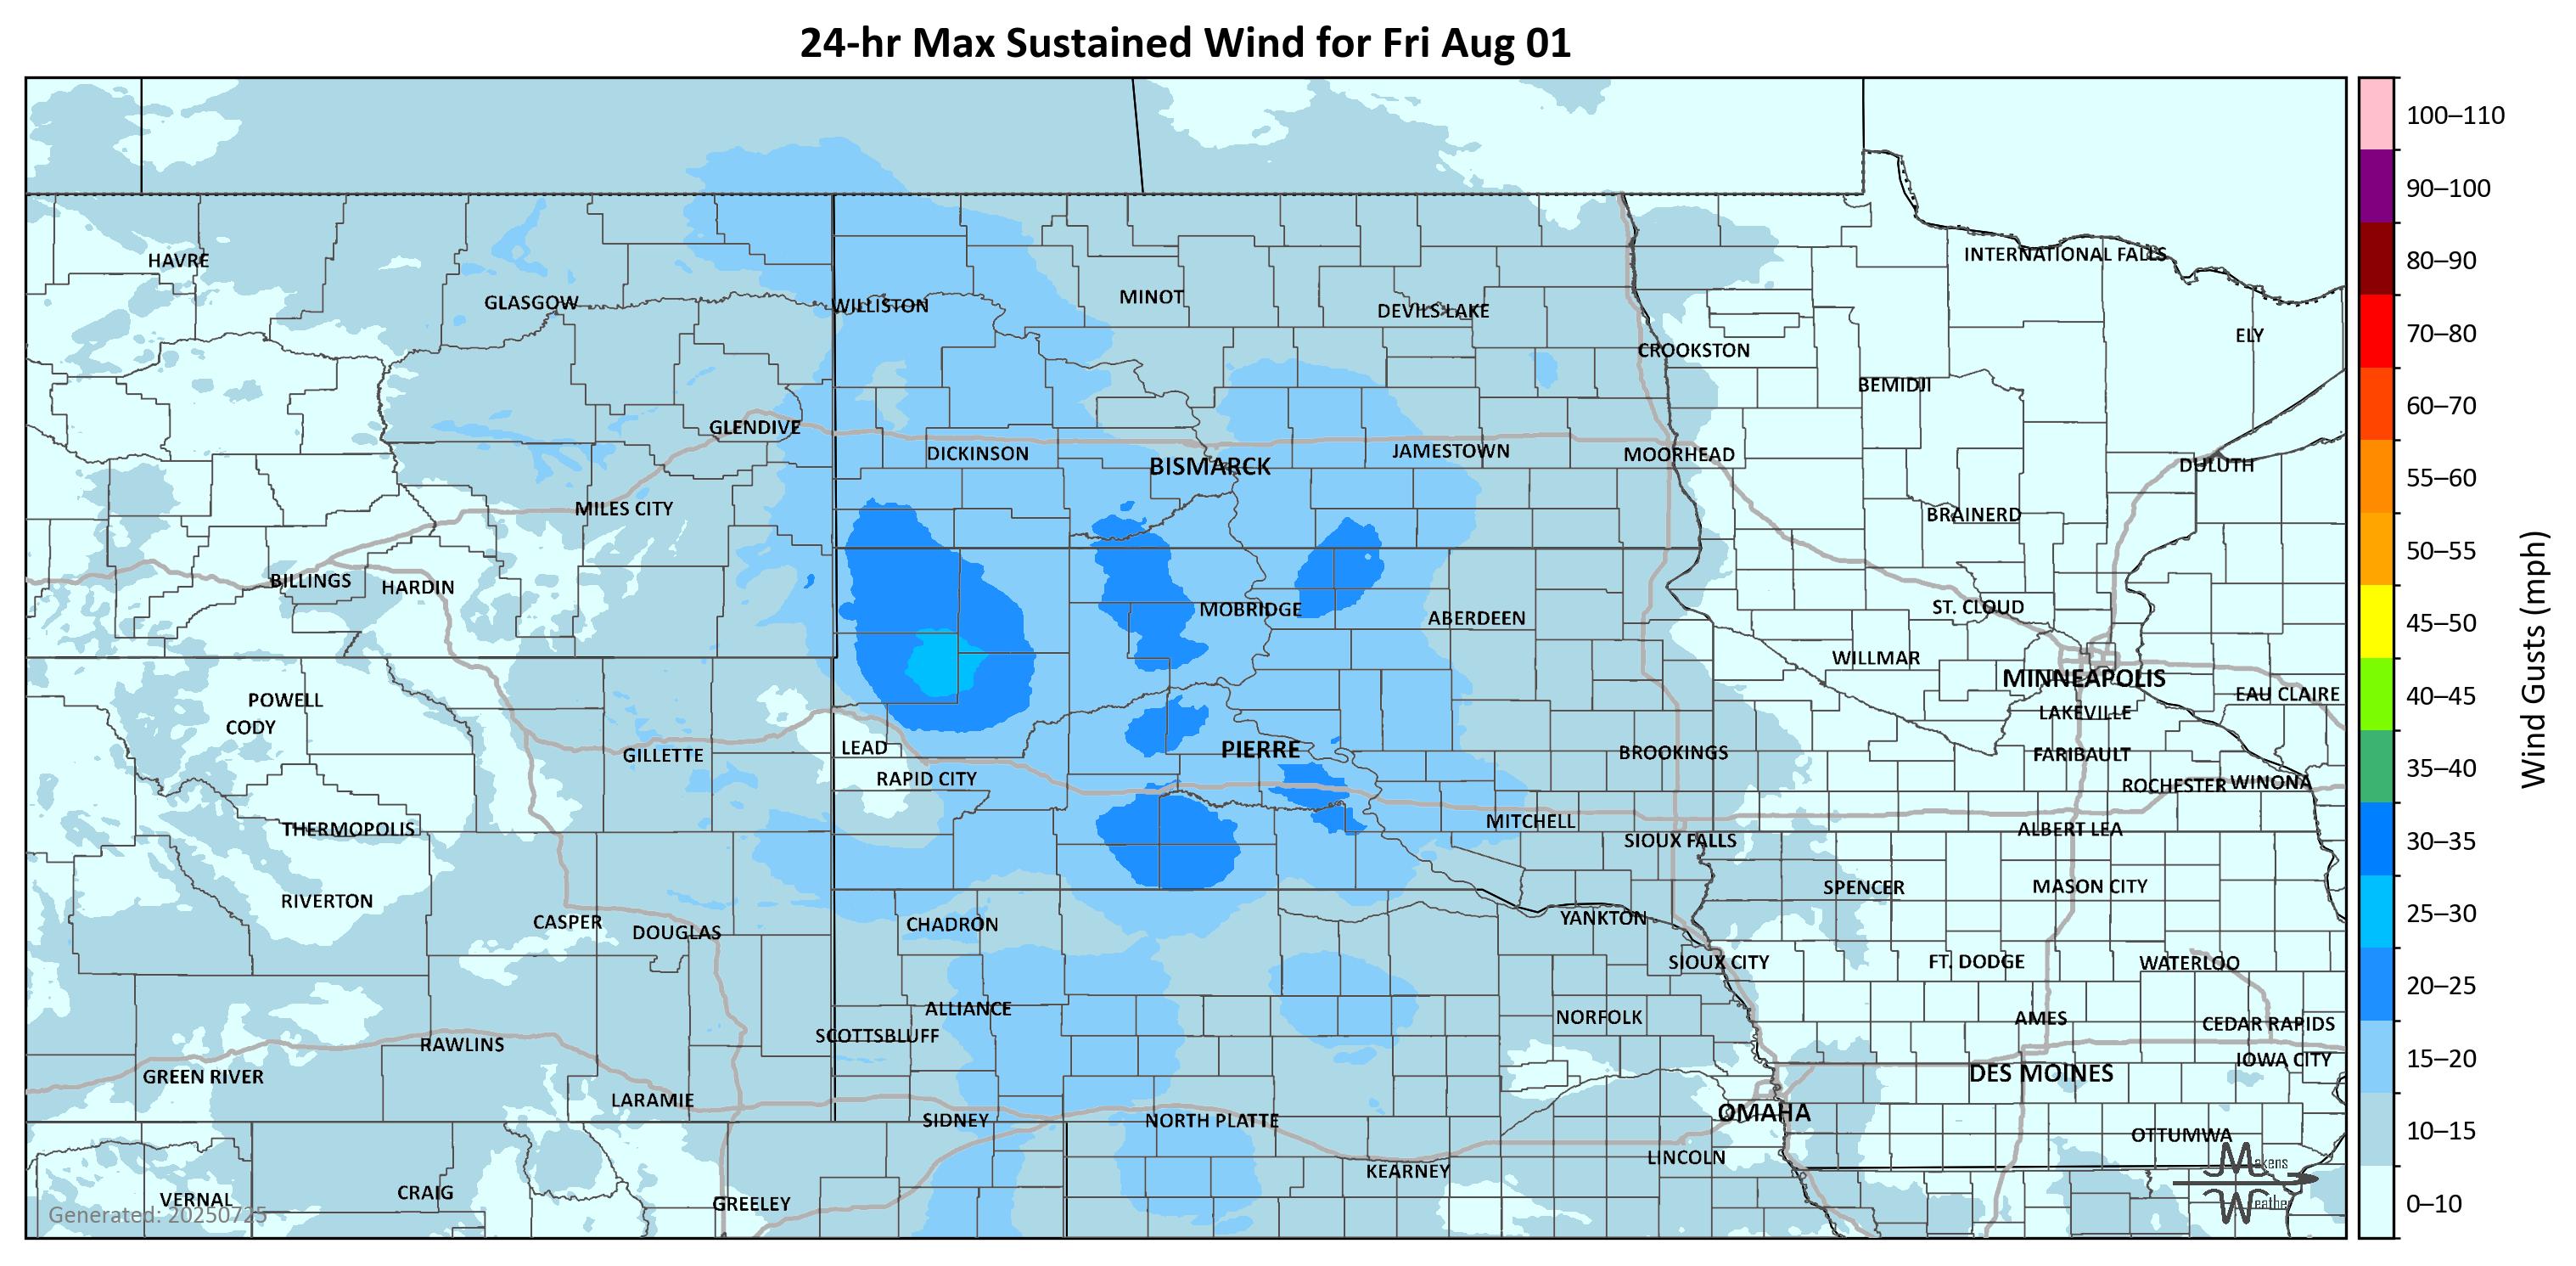 24-hr Max Sustained Wind for Fri Aug 01
HAVRE
GLASGOW
WILLISTON
MINOT
DEVILS LAKE
INTERNATIONAL FALLS
ELY
CROOKSTON
BEMIDJI
GLENDIVE
DICKINSON
BISMARCK
JAMESTOWN
MOORHEAD
DULUTH
MILES CITY
BRAINERD
BILLINGS
HARDIN
MOBRIDGE
ABERDEEN
ST. CLOUD
WILLMAR
MINNEAPOLIS
EAU CLAIRE
POWELL
CODY
LAKEVILLE
GILLETTE
LEAD
PIERRE
BROOKINGS
FARIBAULT
RAPID CITY
ROCHESTER
WINONA
THERMOPOLIS
MITCHELL
SIOUX FALLS
ALBERT LEA
RIVERTON
SPENCER
MASON CITY
CASPER
DOUGLAS
CHADRON
YANKTON
SIOUX CITY
FT. DODGE
WATERLOO
ALLIANCE
SCOTTSBLUFF
NORFOLK
AMES
CEDAR RAPIDS
RAWLINS
IOWA CITY
GREEN RIVER
DES MOINES
LARAMIE
SIDNEY
NORTH PLATTE
OMAHA
OTTUMWA
KEARNEY
LINCOLN
VERNAL
CRAIG
GREELEY
Generated: 20250725
Makens
Weather
100–110
90–100
80–90
70–80
60–70
55–60
50–55
45–50
40–45
35–40
30–35
25–30
20–25
15–20
10–15
0–10
Wind Gusts (mph)